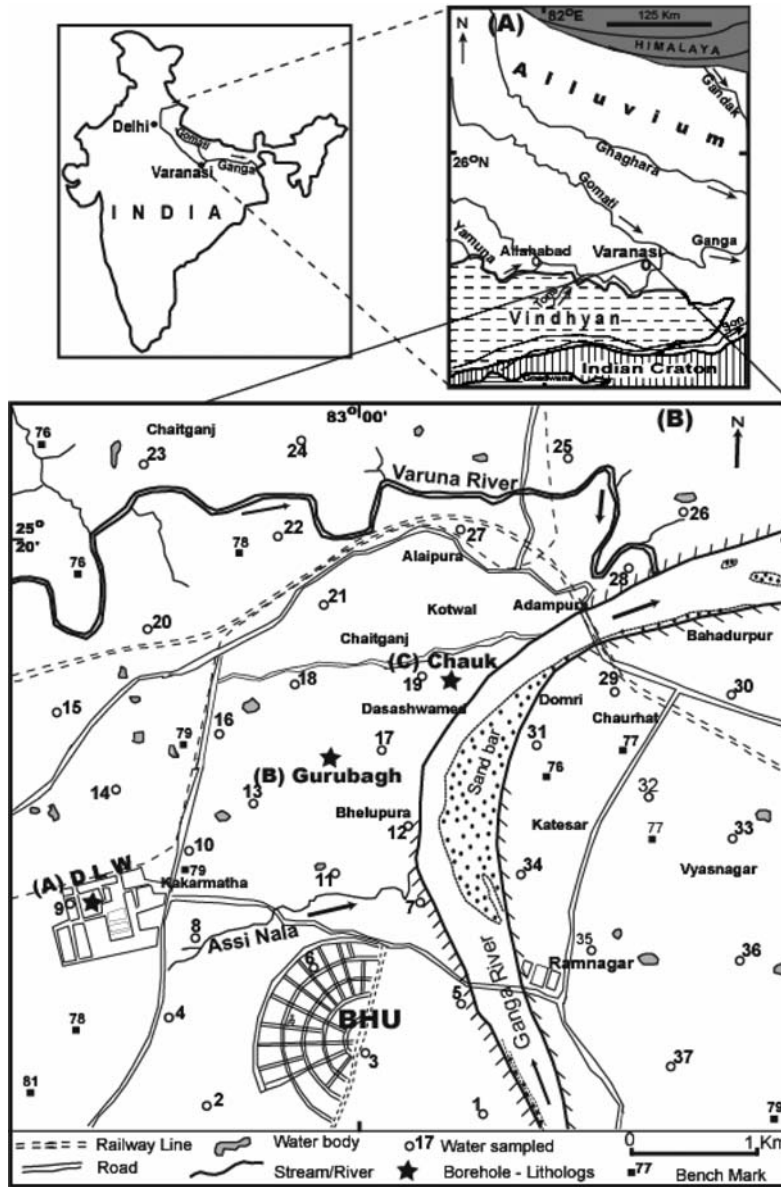 Delhi
Gomati
Ganga
Varanasi
INDIA
(A)
82°E
125 Km
N
HIMALAYA
Alluvium
Gandak
26°N
Ghaghara
Gomati
Ganga
Yamuna
Allahabad
Varanasi
Tons
Vindhyan
Son
Indian Craton
83°00'
(B)
N
76
Chaitganj
23
24
25
Varuna River
26
25°
20'
76
78
22
27
Alaipura
28
21
Kotwal
Adampura
20
Chaitganj
Bahadurpur
(C) Chauk
19
18
29
30
15
Dasashwamed
Domri
Chaurhat
16
79
17
31
77
(B) Gurubagh
Sand bar
76
14
13
32
Bhelupura
12
Katesar
77
33
10
79
Kakarmatha
11
34
Vyasnagar
(A) DLW
9
7
8
Assi Nala
35
Ramnagar
36
6
5
4
BHU
Ganga River
78
3
37
81
2
1
79
Railway Line
Water body
17
Water sampled
0
1 Km
Road
Stream/River
Borehole - Lithologs
77
Bench Mark